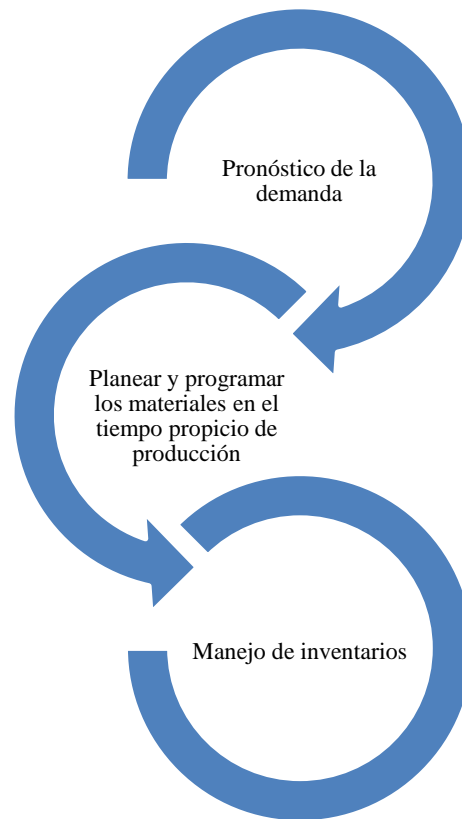 Pronóstico de la
demanda
Planear y programar
los materiales en el
tiempo propicio de
producción
Manejo de inventarios